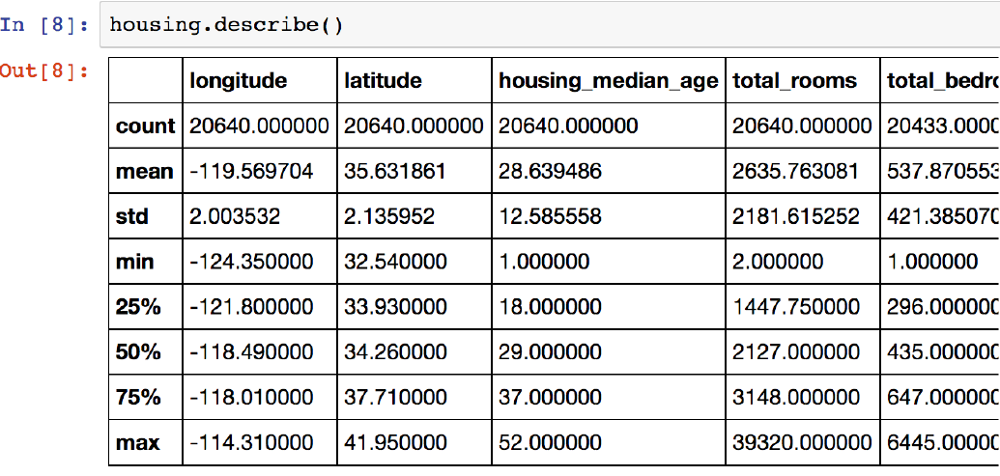 In [8]: housing.describe()
Out[8]:
longitude latitude housing_median_age total_rooms total_bedro
count 20640.000000 20640.000000 20640.000000 20640.000000 20433.0000
mean -119.569704 35.631861 28.639486 2635.763081 537.870553
std 2.003532 2.135952 12.585558 2181.615252 421.385070
min -124.350000 32.540000 1.000000 2.000000 1.000000
25% -121.800000 33.930000 18.000000 1447.750000 296.000000
50% -118.490000 34.260000 29.000000 2127.000000 435.000000
75% -118.010000 37.710000 37.000000 3148.000000 647.000000
max -114.310000 41.950000 52.000000 39320.000000 6445.00000